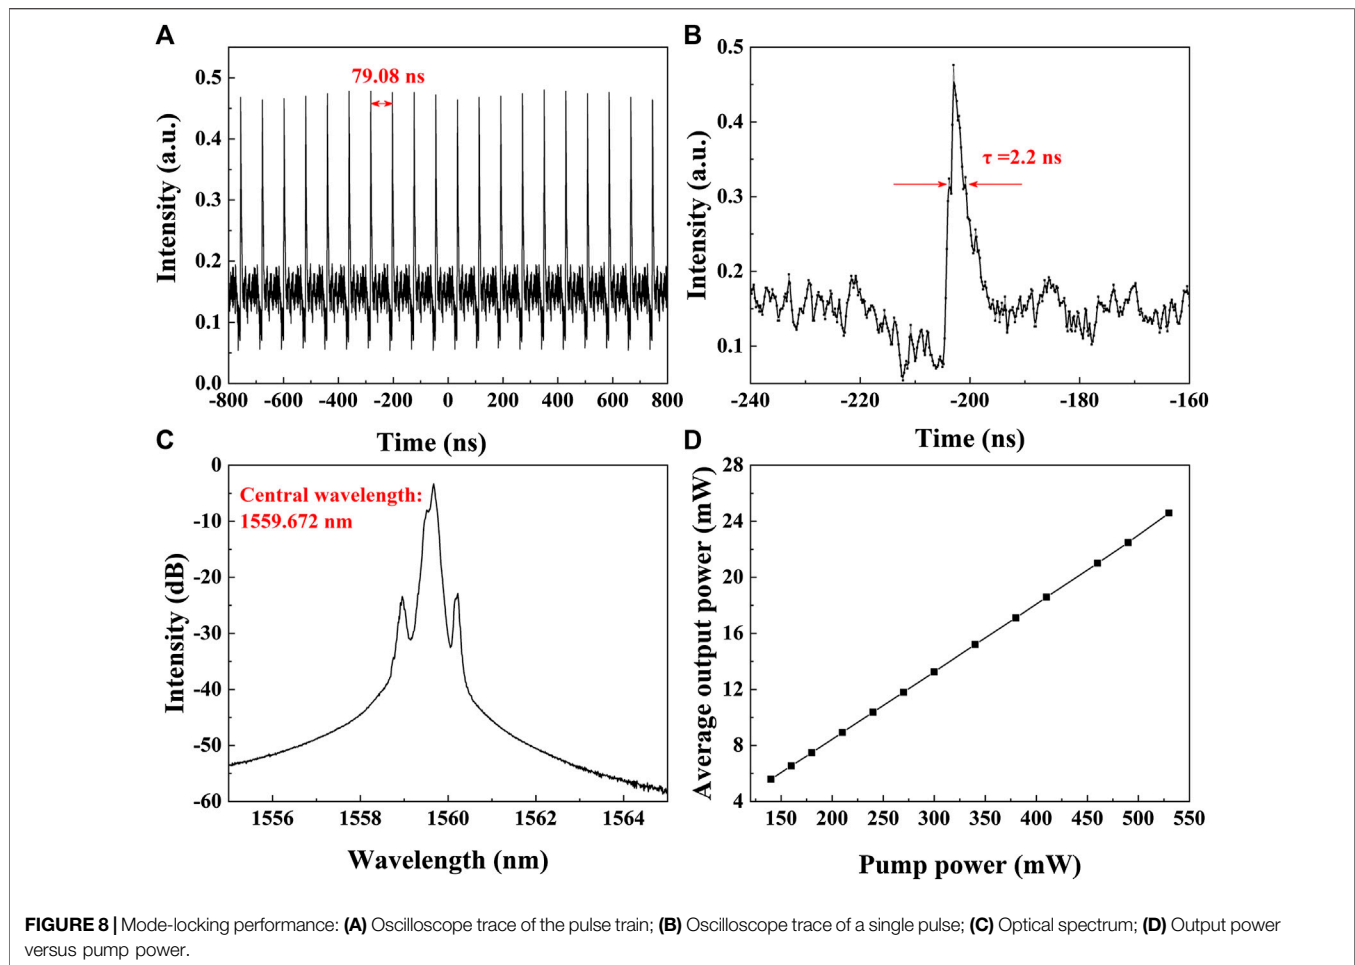 A
79.08 ns
0.5
0.4
0.3
0.2
0.1
0.0
Intensity (a.u.)
-800 -600 -400 -200 0 200 400 600 800
Time (ns)
B
τ =2.2 ns
0.5
0.4
0.3
0.2
0.1
Intensity (a.u.)
-240 -220 -200 -180 -160
Time (ns)
C
Central wavelength:
1559.672 nm
0
-10
-20
-30
-40
-50
-60
Intensity (dB)
1556 1558 1560 1562 1564
Wavelength (nm)
D
28
24
20
16
12
8
4
Average output power (mW)
150 200 250 300 350 400 450 500 550
Pump power (mW)
FIGURE 8 | Mode-locking performance: (A) Oscilloscope trace of the pulse train; (B) Oscilloscope trace of a single pulse; (C) Optical spectrum; (D) Output power
versus pump power.